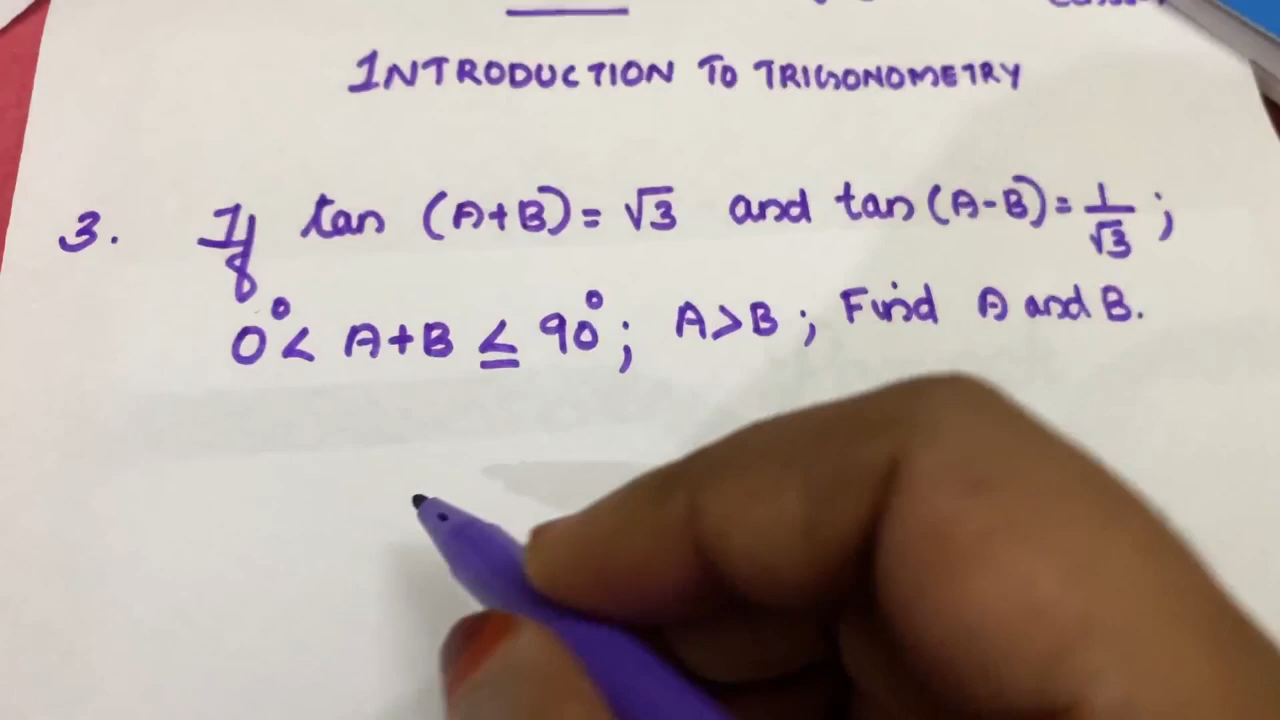 INTRODUCTION TO TRIGONOMETRY
3. If tan (A+B) = √3 and tan (A-B) = 1/√3 ;
0° < A+B ≤ 90° ; A>B ; Find A and B.